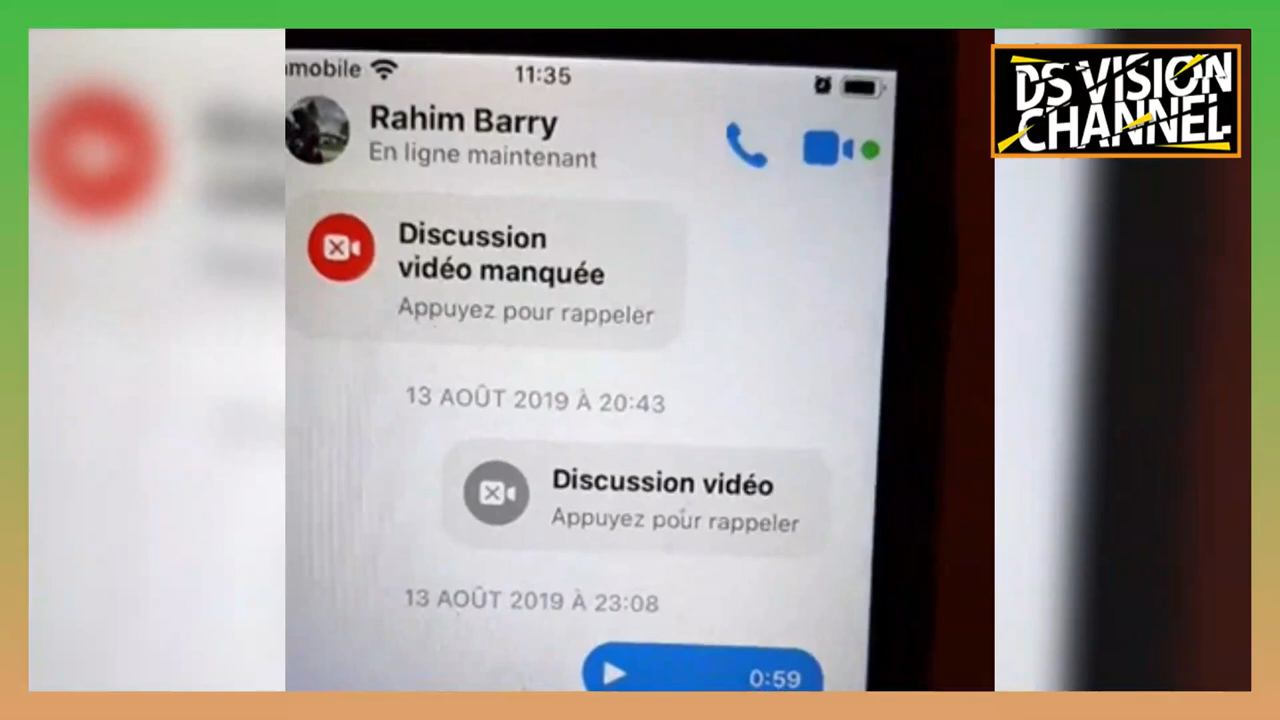 mobile 11:35
Rahim Barry
En ligne maintenant
Discussion
vidéo manquée
Appuyez pour rappeler
13 AOÛT 2019 À 20:43
Discussion vidéo
Appuyez pour rappeler
13 AOÛT 2019 À 23:08
0:59
DS VISION
CHANNEL